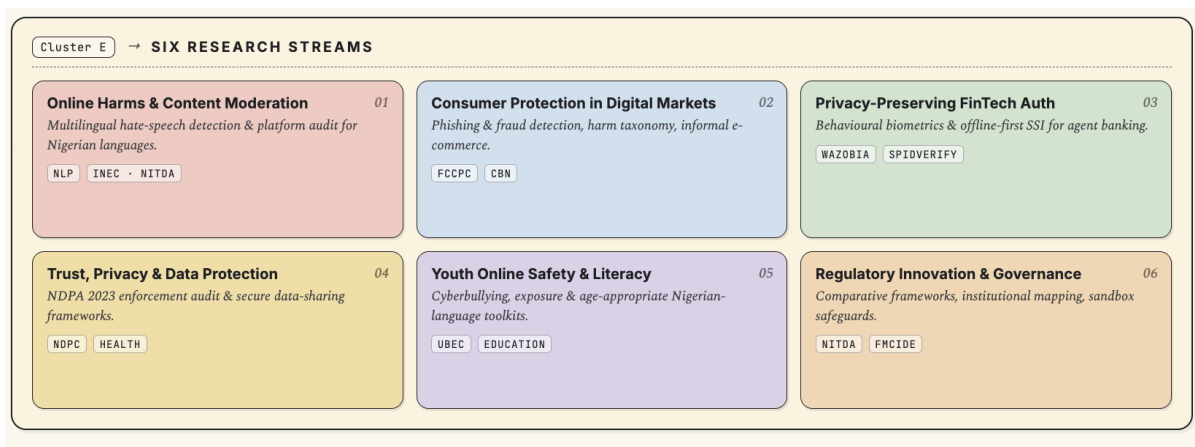 Cluster E → SIX RESEARCH STREAMS
Online Harms & Content Moderation 01
Multilingual hate-speech detection & platform audit for
Nigerian languages.
NLP INEC · NITDA
Consumer Protection in Digital Markets 02
Phishing & fraud detection, harm taxonomy, informal e-
commerce.
FCCPC CBN
Privacy-Preserving FinTech Auth 03
Behavioural biometrics & offline-first SSI for agent banking.
WAZOBIA SPIDVERIFY
Trust, Privacy & Data Protection 04
NDPA 2023 enforcement audit & secure data-sharing
frameworks.
NDPC HEALTH
Youth Online Safety & Literacy 05
Cyberbullying, exposure & age-appropriate Nigerian-
language toolkits.
UBEC EDUCATION
Regulatory Innovation & Governance 06
Comparative frameworks, institutional mapping, sandbox
safeguards.
NITDA FMCIDE